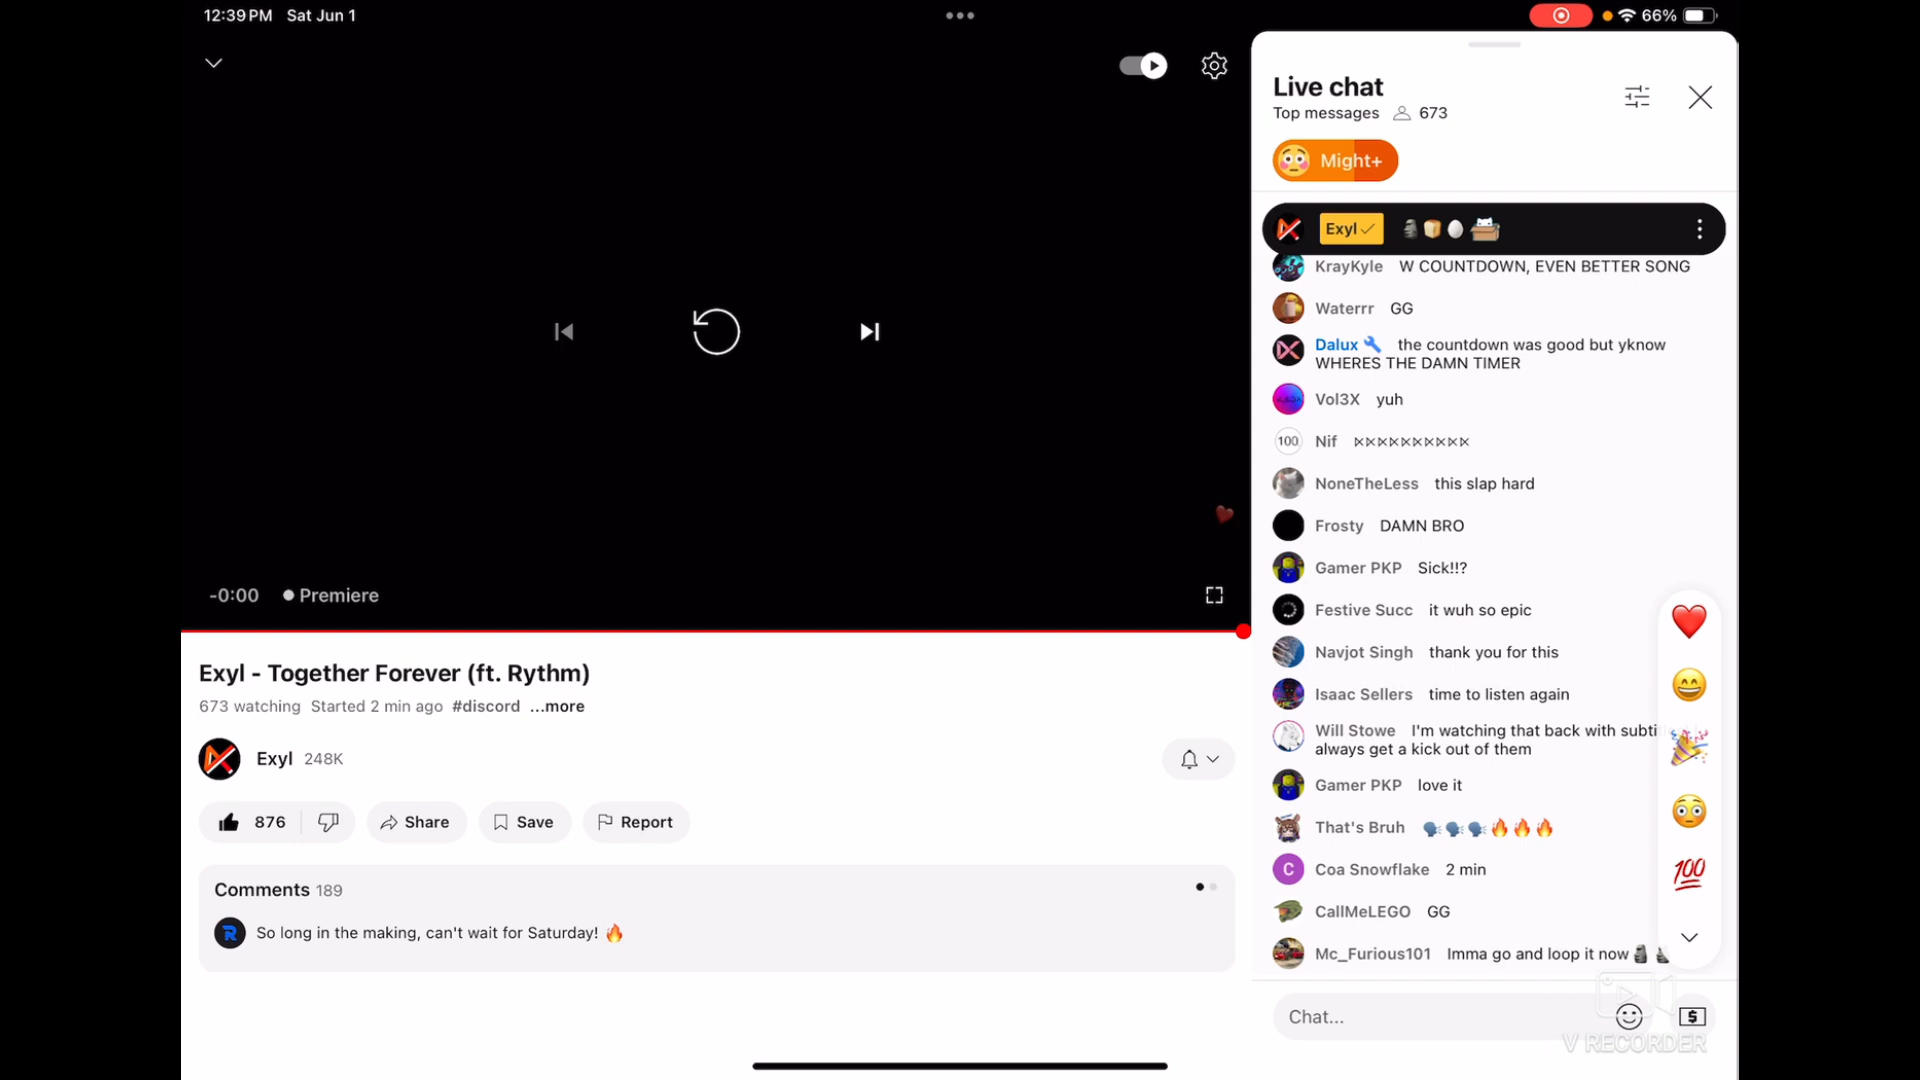 12:39 PM Sat Jun 1
66%
-0:00 Premiere
Exyl - Together Forever (ft. Rythm)
673 watching Started 2 min ago #discord ...more
Exyl 248K
876
Share
Save
Report
Comments 189
So long in the making, can't wait for Saturday! 🔥
Live chat
Top messages 673
Might+
Exyl
KrayKyle W COUNTDOWN, EVEN BETTER SONG
Waterrr GG
Dalux 🔧 the countdown was good but yknow
WHERES THE DAMN TIMER
Vol3X yuh
100 Nif
NoneTheLess this slap hard
Frosty DAMN BRO
Gamer PKP Sick!!?
Festive Succ it wuh so epic
Navjot Singh thank you for this
Isaac Sellers time to listen again
Will Stowe I'm watching that back with subti
always get a kick out of them
Gamer PKP love it
That's Bruh 🗣🗣🗣🔥🔥🔥
C Coa Snowflake 2 min
CallMeLEGO GG
Mc_Furious101 Imma go and loop it now 🗿
Chat...
V RECORDER